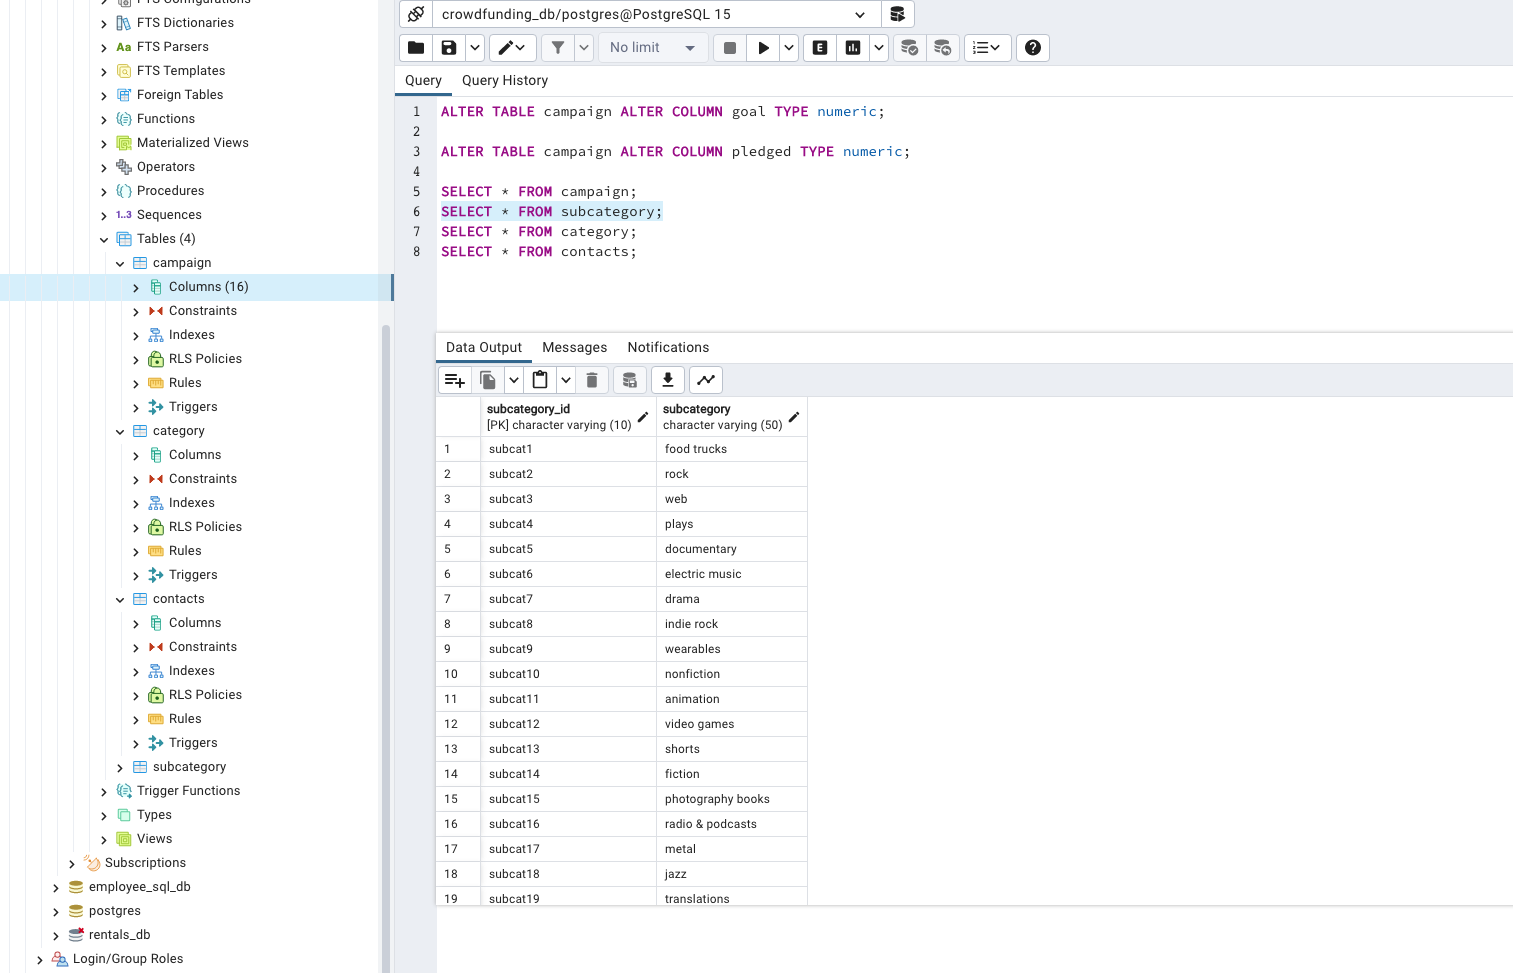 FTS Configurations
FTS Dictionaries
Aa FTS Parsers
FTS Templates
Foreign Tables
Functions
Materialized Views
Operators
Procedures
1..3 Sequences
Tables (4)
campaign
Columns (16)
Constraints
Indexes
RLS Policies
Rules
Triggers
category
Columns
Constraints
Indexes
RLS Policies
Rules
Triggers
contacts
Columns
Constraints
Indexes
RLS Policies
Rules
Triggers
subcategory
Trigger Functions
Types
Views
Subscriptions
employee_sql_db
postgres
rentals_db
Login/Group Roles
crowdfunding_db/postgres@PostgreSQL 15
No limit
E
Query Query History
1 ALTER TABLE campaign ALTER COLUMN goal TYPE numeric;
2
3 ALTER TABLE campaign ALTER COLUMN pledged TYPE numeric;
4
5 SELECT * FROM campaign;
6 SELECT * FROM subcategory;
7 SELECT * FROM category;
8 SELECT * FROM contacts;
Data Output Messages Notifications
subcategory_id subcategory
[PK] character varying (10) character varying (50)
1 subcat1 food trucks
2 subcat2 rock
3 subcat3 web
4 subcat4 plays
5 subcat5 documentary
6 subcat6 electric music
7 subcat7 drama
8 subcat8 indie rock
9 subcat9 wearables
10 subcat10 nonfiction
11 subcat11 animation
12 subcat12 video games
13 subcat13 shorts
14 subcat14 fiction
15 subcat15 photography books
16 subcat16 radio & podcasts
17 subcat17 metal
18 subcat18 jazz
19 subcat19 translations